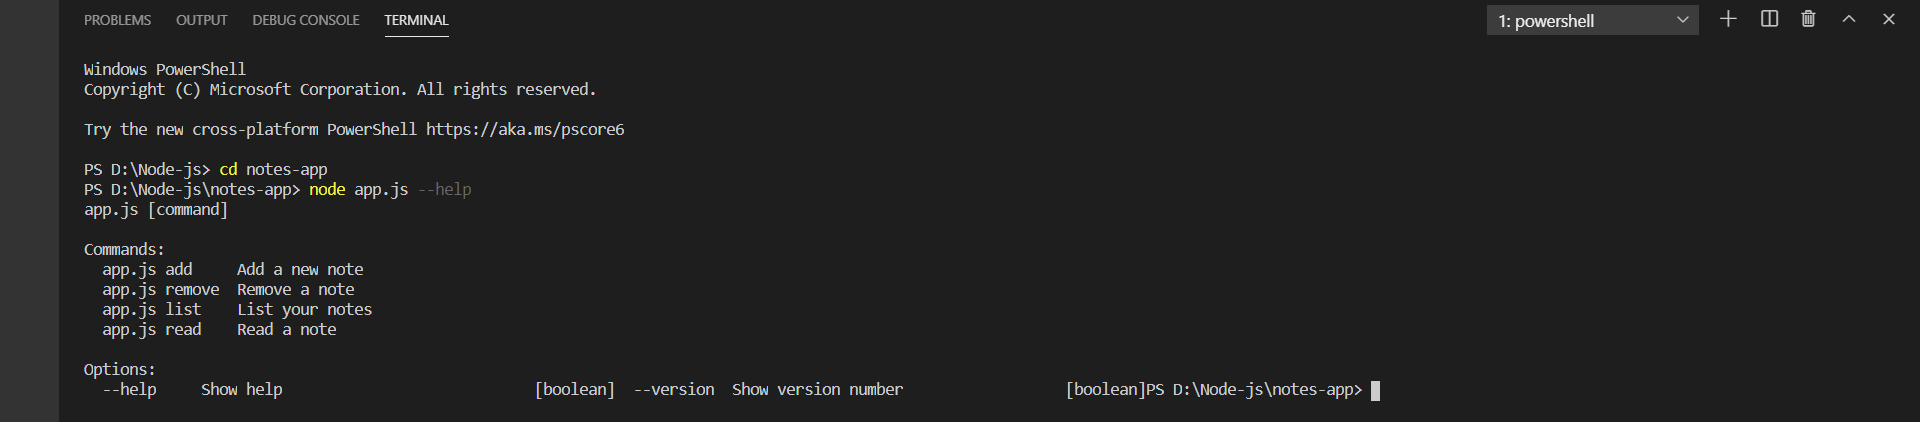 PROBLEMS OUTPUT DEBUG CONSOLE TERMINAL 1: powershell
Windows PowerShell
Copyright (C) Microsoft Corporation. All rights reserved.
Try the new cross-platform PowerShell https://aka.ms/pscore6
PS D:\Node-js> cd notes-app
PS D:\Node-js\notes-app> node app.js --help
app.js [command]
Commands:
  app.js add     Add a new note
  app.js remove  Remove a note
  app.js list    List your notes
  app.js read    Read a note
Options:
  --help     Show help                            [boolean]  --version  Show version number                  [boolean]PS D:\Node-js\notes-app>